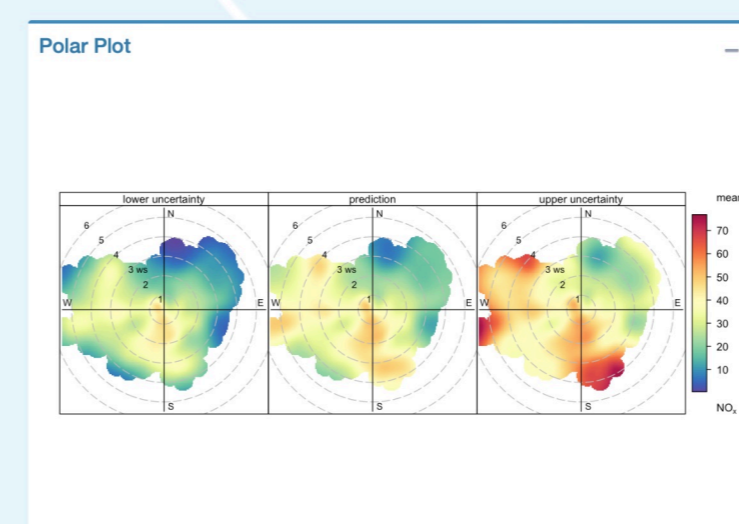 Polar Plot
lower uncertainty
prediction
upper uncertainty
mean
N
6
5
4
3 ws
2
1
W
E
S
N
6
5
4
3 ws
2
1
W
E
S
N
6
5
4
3 ws
2
1
W
E
S
70
60
50
40
30
20
10
NOₓ